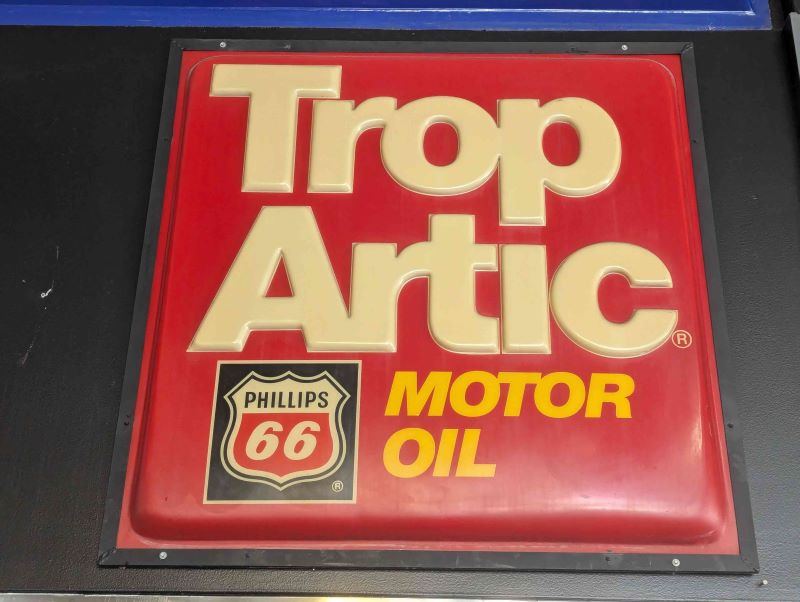 Trop
Artic®
PHILLIPS
66
®
MOTOR
OIL